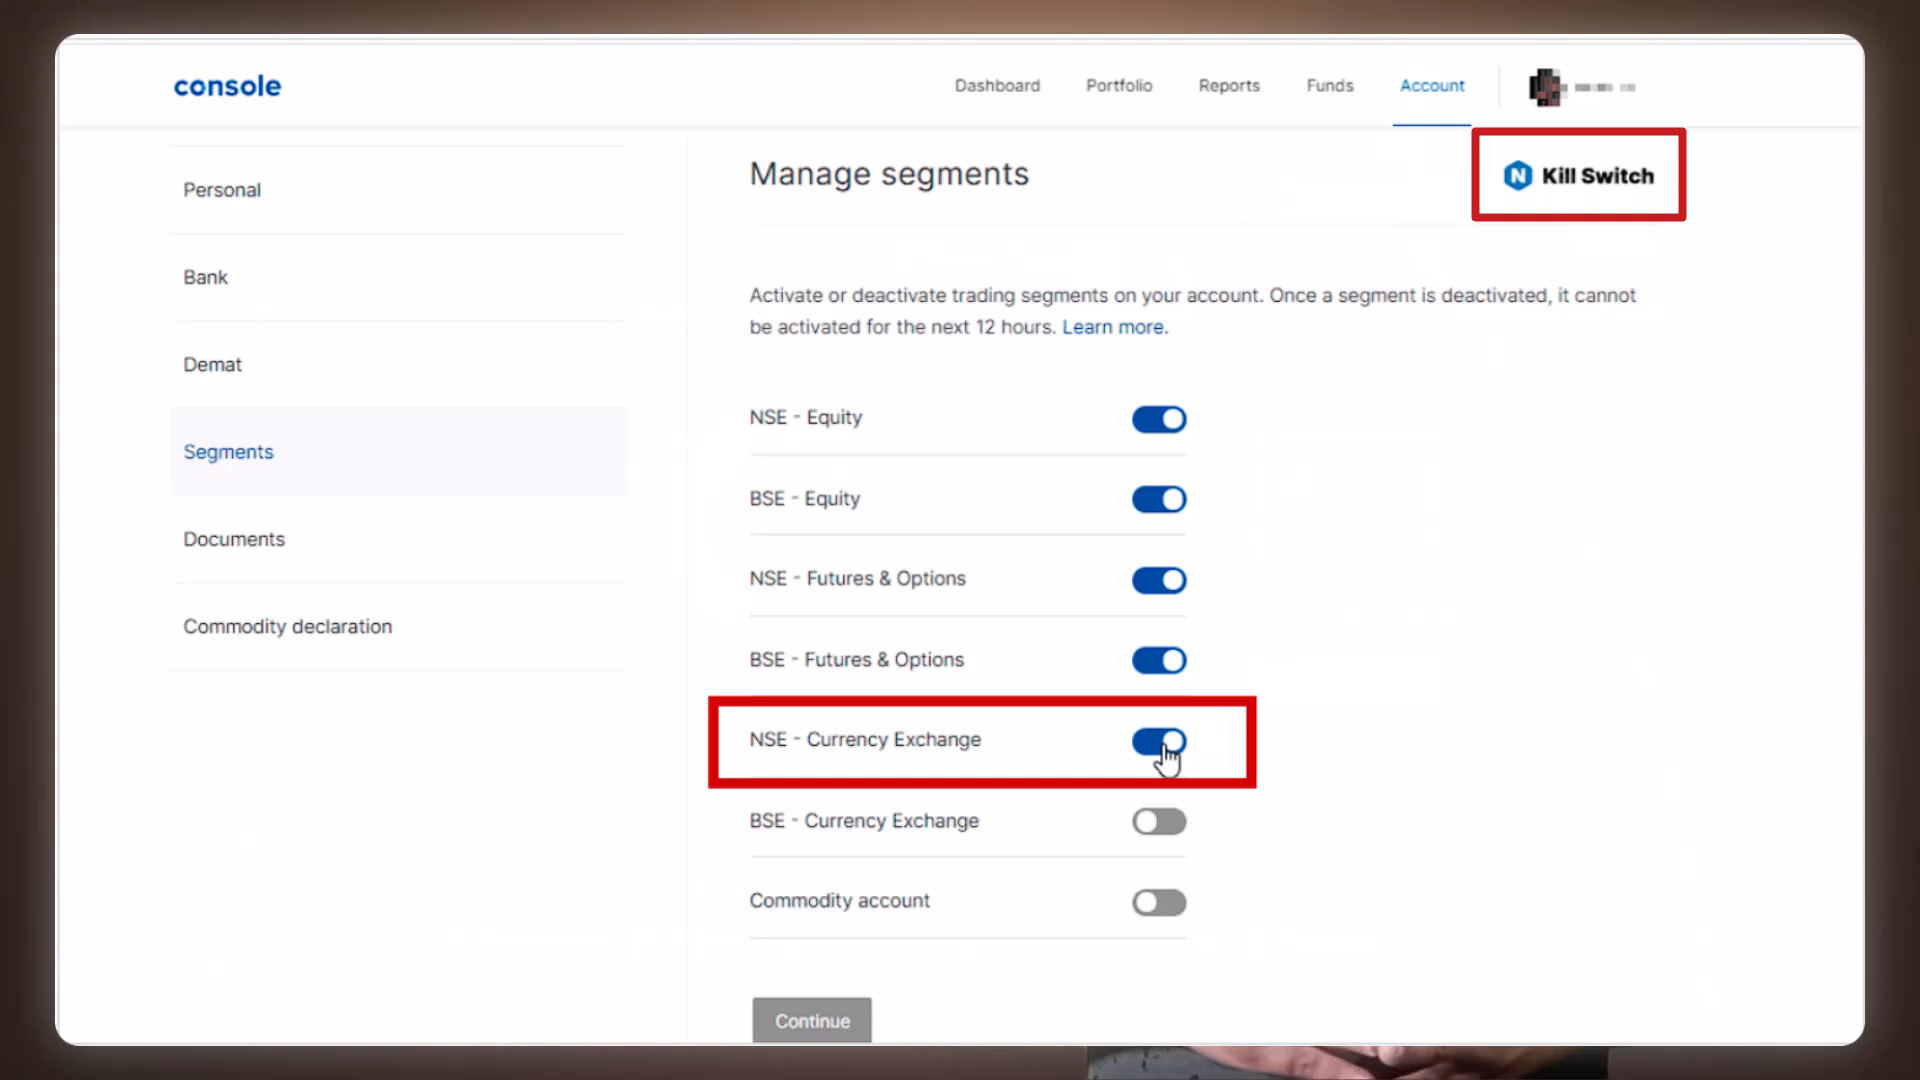 console
Dashboard
Portfolio
Reports
Funds
Account
Kill Switch
Personal
Bank
Demat
Segments
Documents
Commodity declaration
Manage segments
Activate or deactivate trading segments on your account. Once a segment is deactivated, it cannot
be activated for the next 12 hours. Learn more.
NSE - Equity
BSE - Equity
NSE - Futures & Options
BSE - Futures & Options
NSE - Currency Exchange
BSE - Currency Exchange
Commodity account
Continue